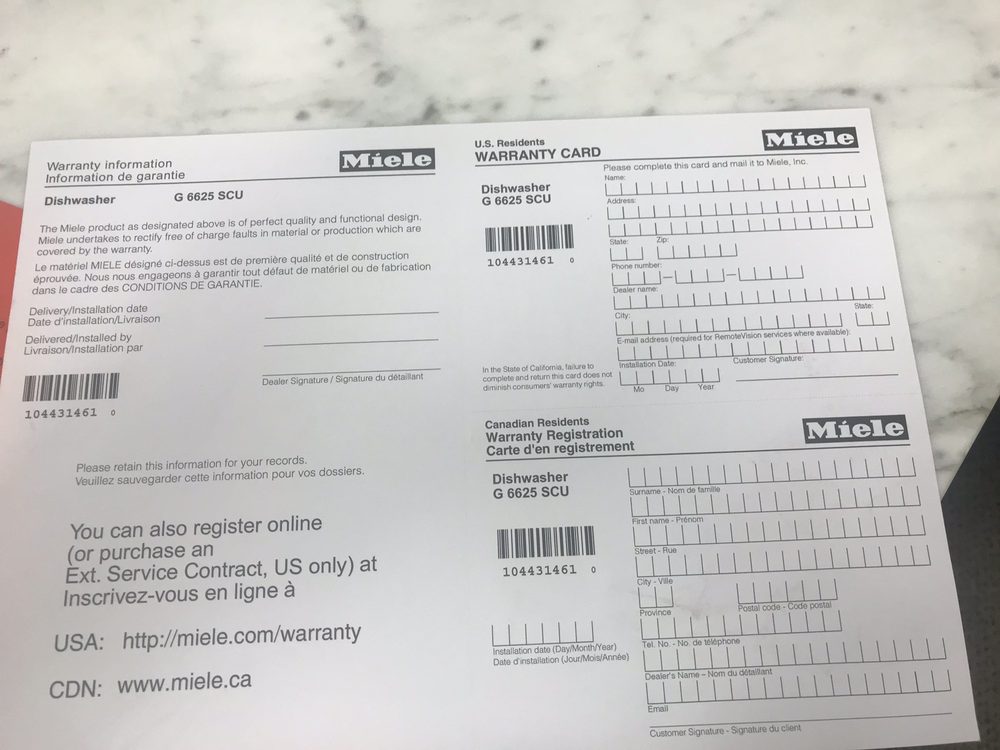 Warranty information
Información de garantie
Miele
Dishwasher G 6625 SCU
The Miele product as designated above is of perfect quality and functional design.
Miele undertakes to rectify free of charge faults in material or production which are
covered by the warranty.
Le matériel MIELE désigné ci-dessus est de première qualité et de construction
éprouvée. Nous nous engageons à garantir tout défaut de matériel ou de fabrication
dans le cadre des CONDITIONS DE GARANTIE.
Delivery/Installation date
Date d'installation/Livraison
Delivered/Installed by
Livraison/Installation par
Dealer Signature / Signature du détaillant
104431461 0
Please retain this information for your records.
Veuillez sauvegarder cette information pour vos dossiers.
You can also register online
(or purchase an
Ext. Service Contract, US only) at
Inscrivez-vous en ligne à
USA: http://miele.com/warranty
CDN: www.miele.ca
U.S. Residents
WARRANTY CARD
Miele
Please complete this card and mail it to Miele, Inc.
Dishwasher
G 6625 SCU
104431461 0
Name:
Address:
State: Zip:
Phone number:
Dealer name:
City: State:
E-mail address (required for RemoteVision services where available):
Installation Date: Customer Signature:
Mo Day Year
In the State of California, failure to
complete and return this card does not
diminish consumers' warranty rights.
Canadian Residents
Warranty Registration
Carte d'en registrement
Miele
Dishwasher
G 6625 SCU
104431461 0
Installation date (Day/Month/Year)
Date d'installation (Jour/Mois/Année)
Surname - Nom de famille
First name - Prénom
Street - Rue
City - Ville
Province Postal code - Code postal
Tel. No. - No. de téléphone
Dealer's Name – Nom du détaillant
Email
Customer Signature - Signature du client